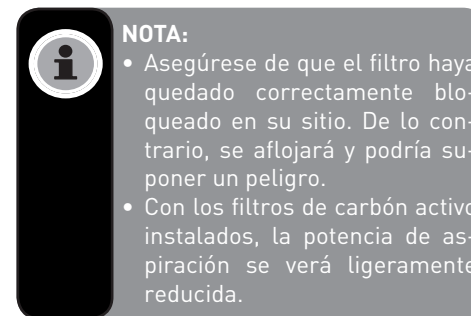 NOTA:
• Asegúrese de que el filtro haya
quedado correctamente blo-
queado en su sitio. De lo con-
trario, se aflojará y podría su-
poner un peligro.
• Con los filtros de carbón activo
instalados, la potencia de as-
piración se verá ligeramente
reducida.